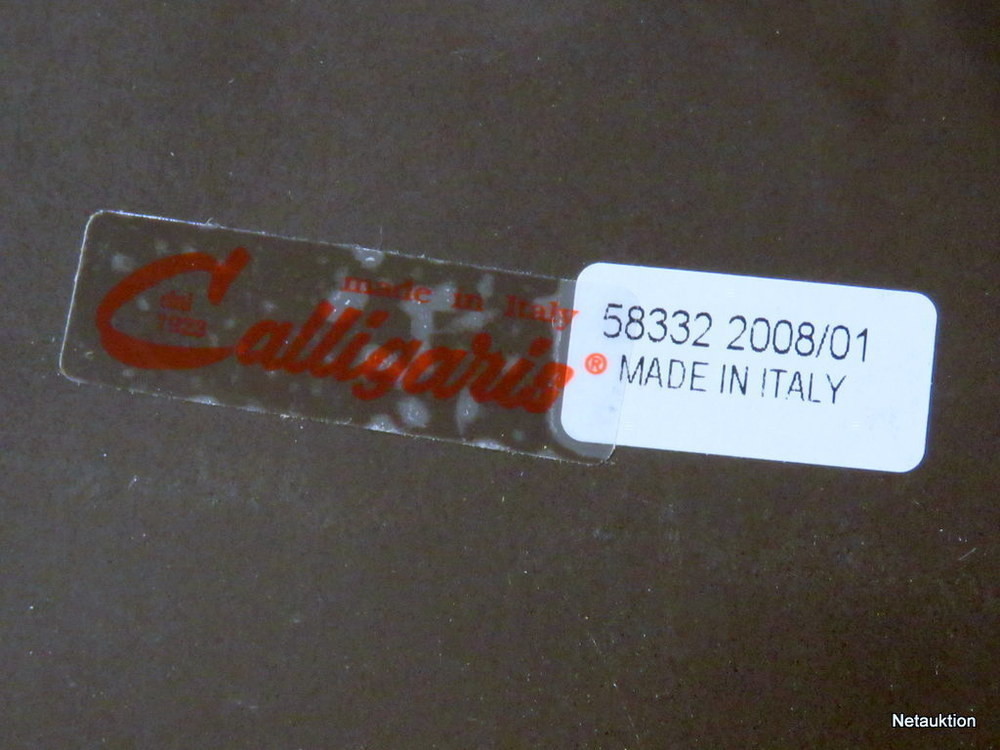 made in Italy
dal
1923
Calligaris®
58332 2008/01
MADE IN ITALY
Netauktion